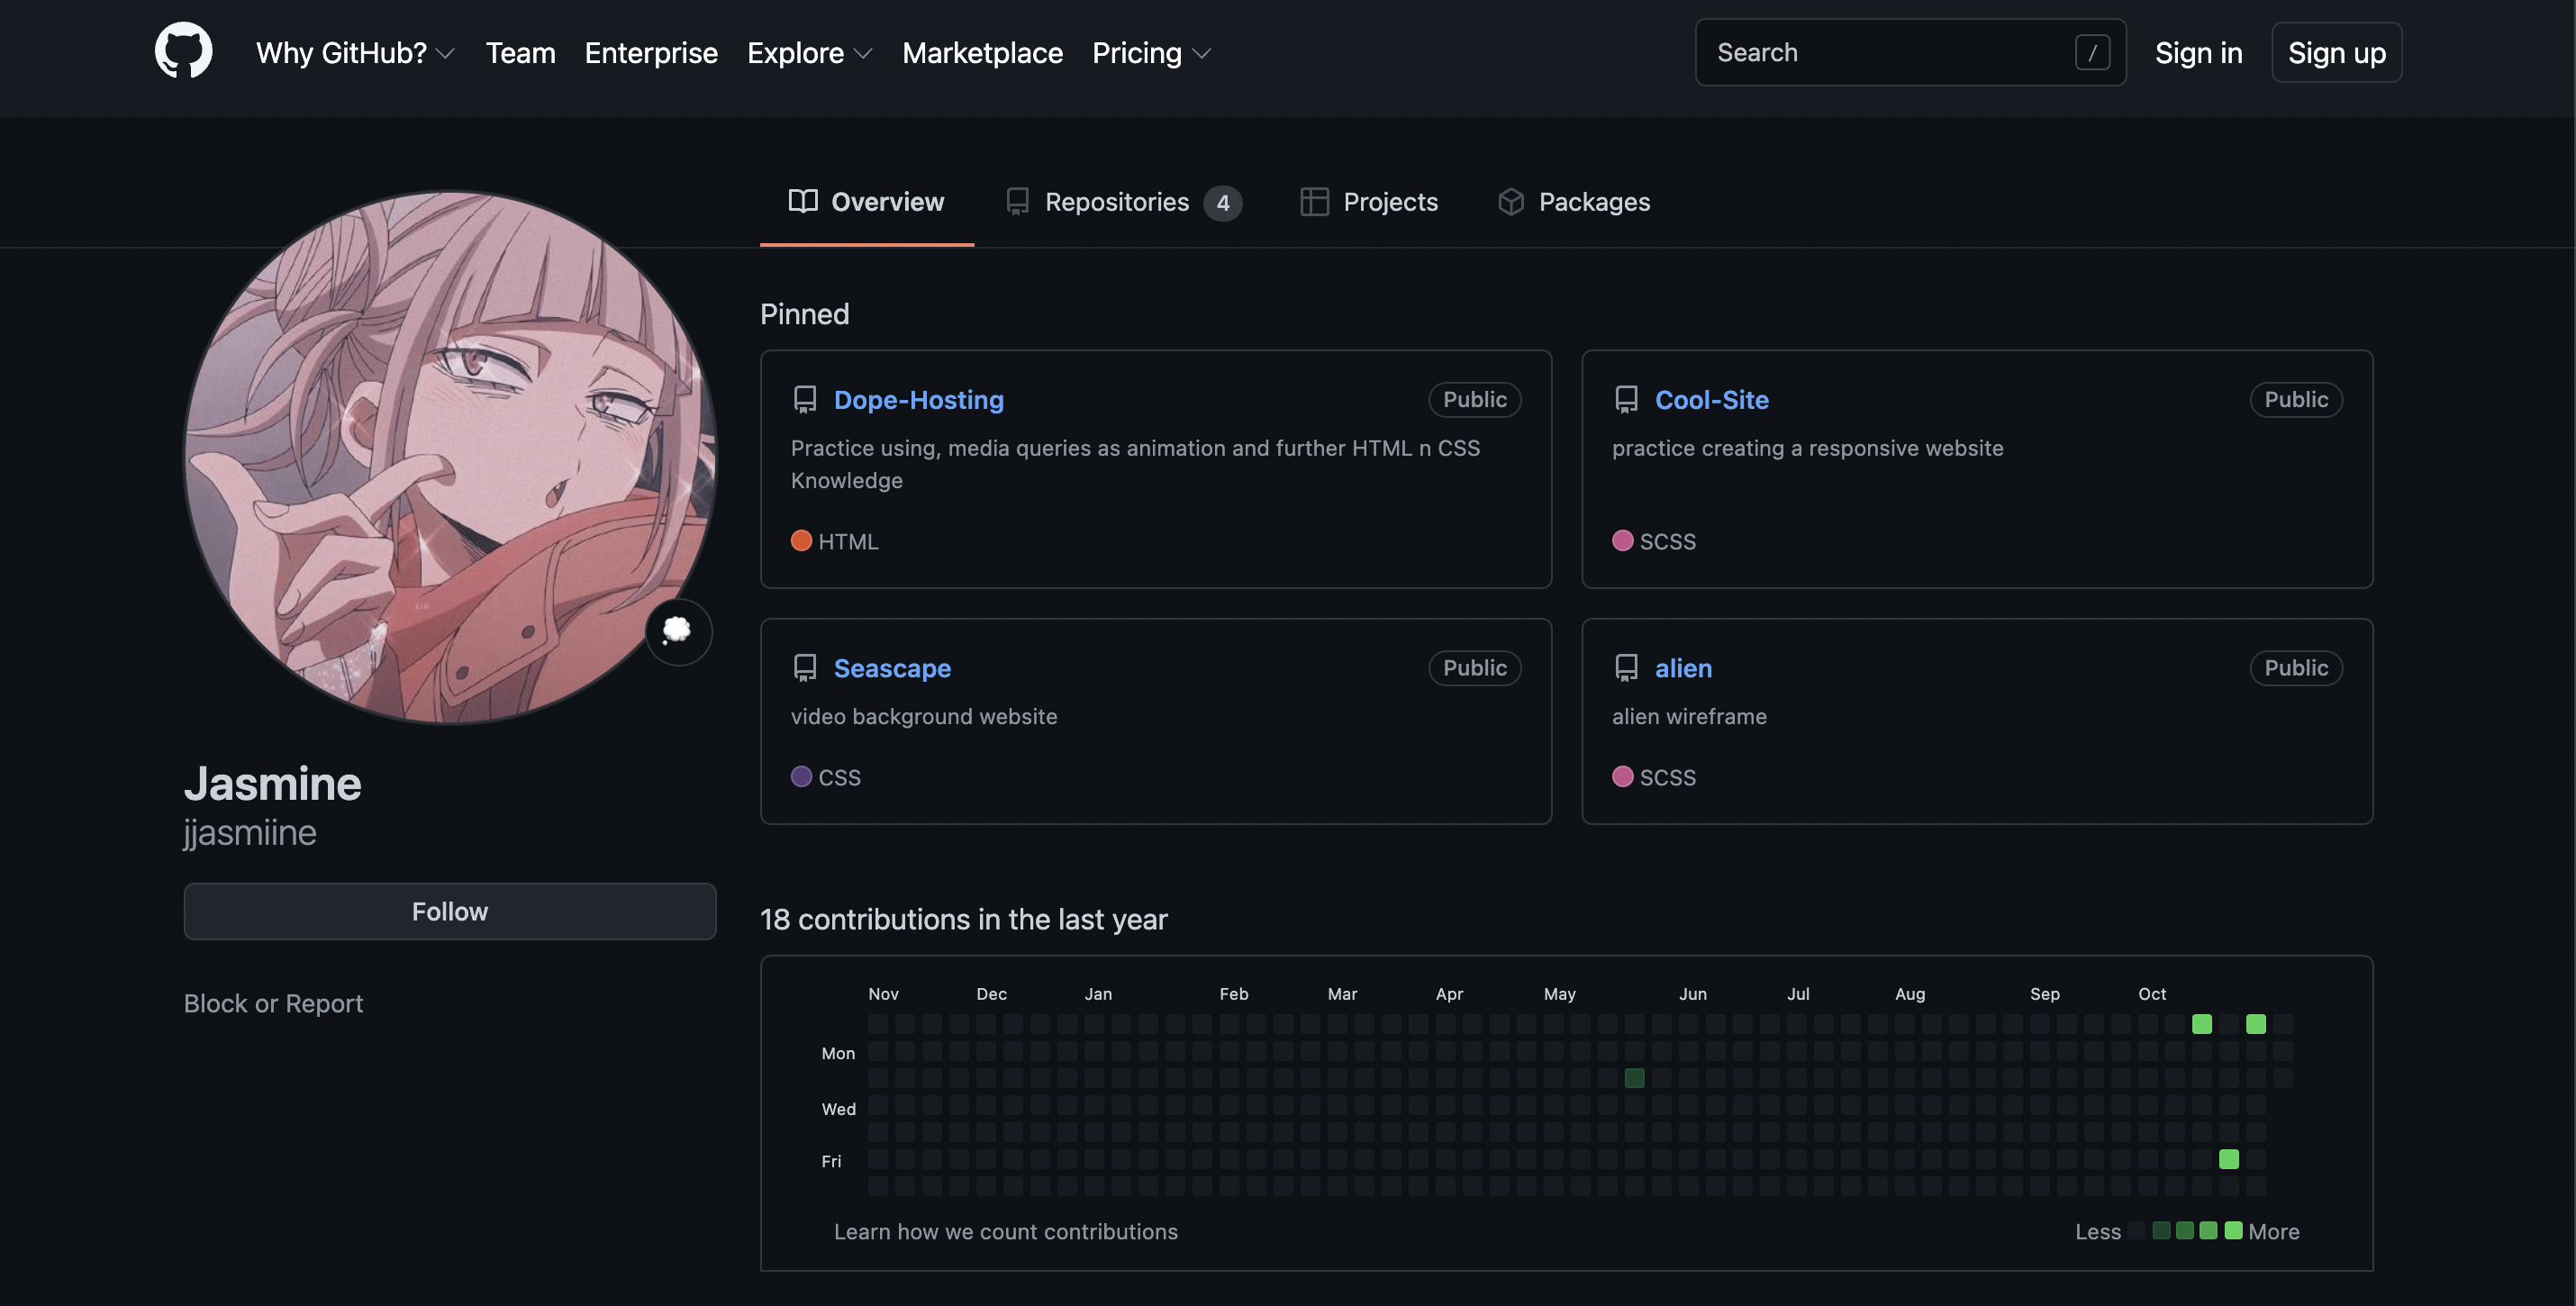 Why GitHub? Team Enterprise Explore Marketplace Pricing Search / Sign in Sign up
Overview Repositories 4 Projects Packages
Jasmine
jjasmiine
Follow
Block or Report
Pinned
Dope-Hosting Public
Practice using, media queries as animation and further HTML n CSS
Knowledge
HTML
Cool-Site Public
practice creating a responsive website
SCSS
Seascape Public
video background website
CSS
alien Public
alien wireframe
SCSS
18 contributions in the last year
Nov Dec Jan Feb Mar Apr May Jun Jul Aug Sep Oct
Mon
Wed
Fri
Learn how we count contributions Less More